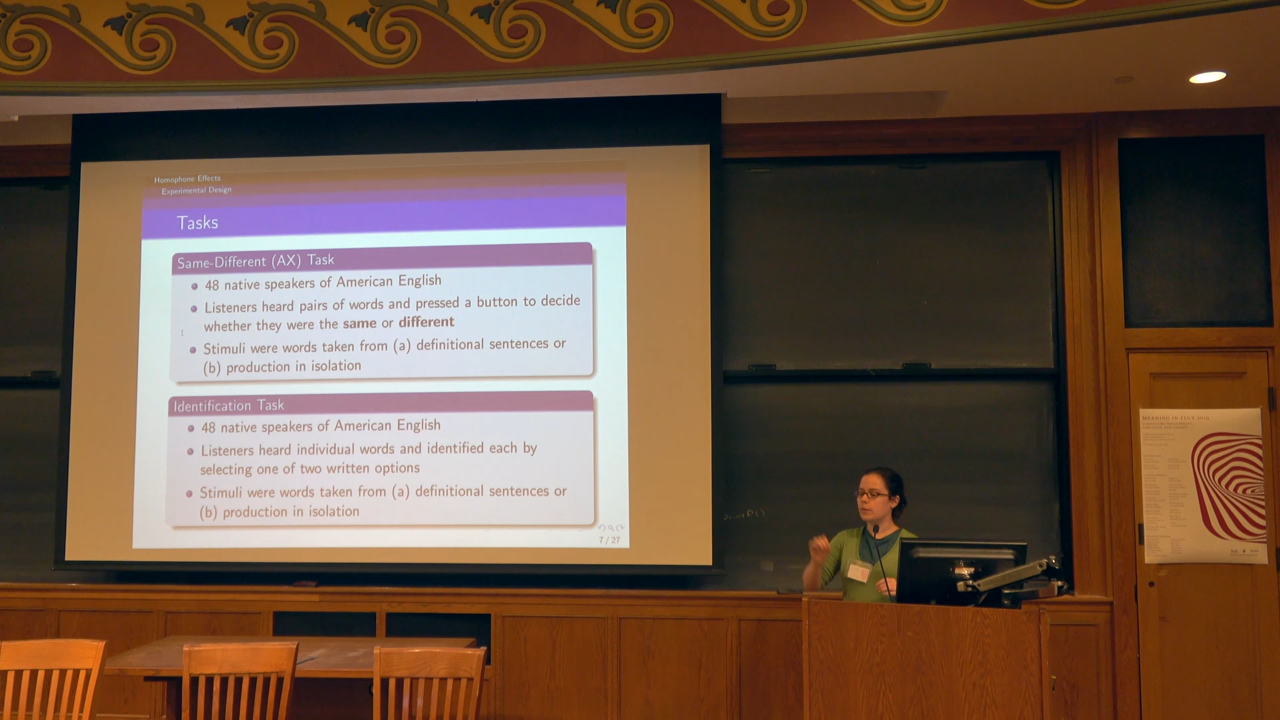 Homophone Effects
Experimental Design
Tasks
Same-Different (AX) Task
48 native speakers of American English
Listeners heard pairs of words and pressed a button to decide
whether they were the same or different
Stimuli were words taken from (a) definitional sentences or
(b) production in isolation
Identification Task
48 native speakers of American English
Listeners heard individual words and identified each by
selecting one of two written options
Stimuli were words taken from (a) definitional sentences or
(b) production in isolation
7 / 27
MEANING IN FLUX 2019